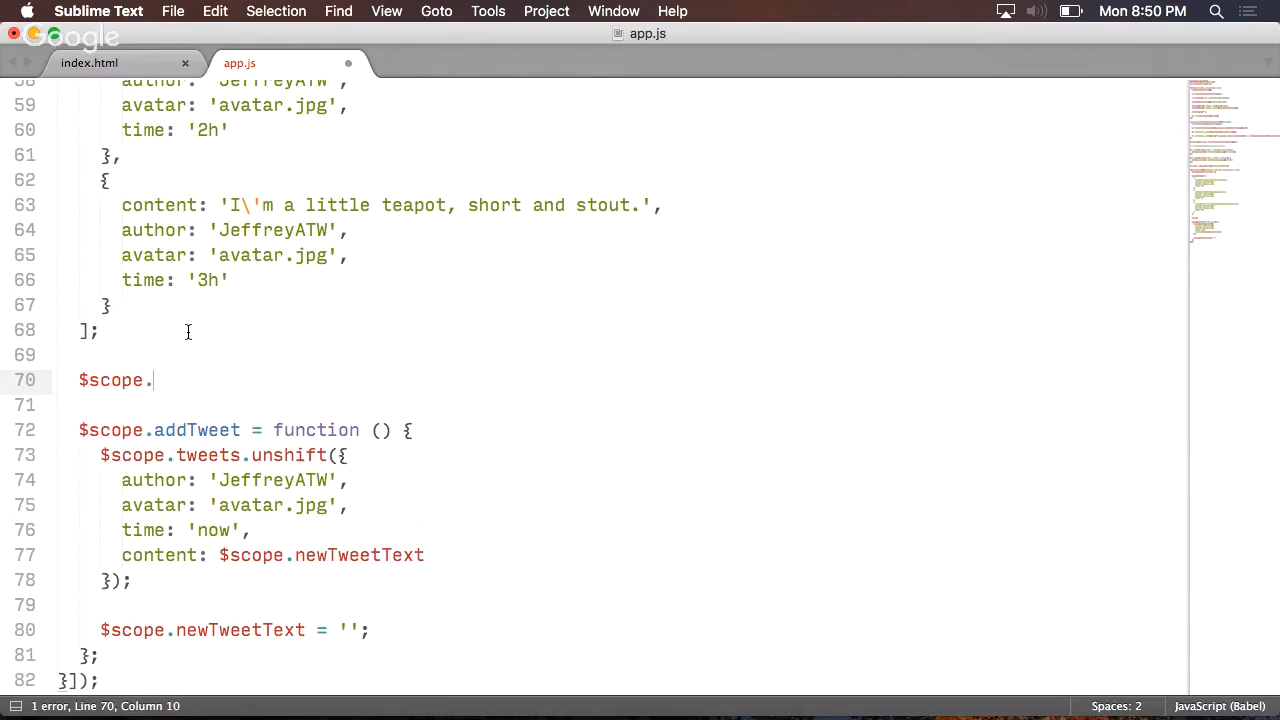 Sublime Text File Edit Selection Find View Goto Tools Project Window Help Mon 8:50 PM
Google
app.js
index.html × app.js
58 author: 'JeffreyATW',
59 avatar: 'avatar.jpg',
60 time: '2h'
61 },
62 {
63 content: 'I\'m a little teapot, short and stout.',
64 author: 'JeffreyATW',
65 avatar: 'avatar.jpg',
66 time: '3h'
67 }
68 ];
69
70 $scope.
71
72 $scope.addTweet = function () {
73 $scope.tweets.unshift({
74 author: 'JeffreyATW',
75 avatar: 'avatar.jpg',
76 time: 'now',
77 content: $scope.newTweetText
78 });
79
80 $scope.newTweetText = '';
81 };
82 }]);
1 error, Line 70, Column 10 Spaces: 2 JavaScript (Babel)